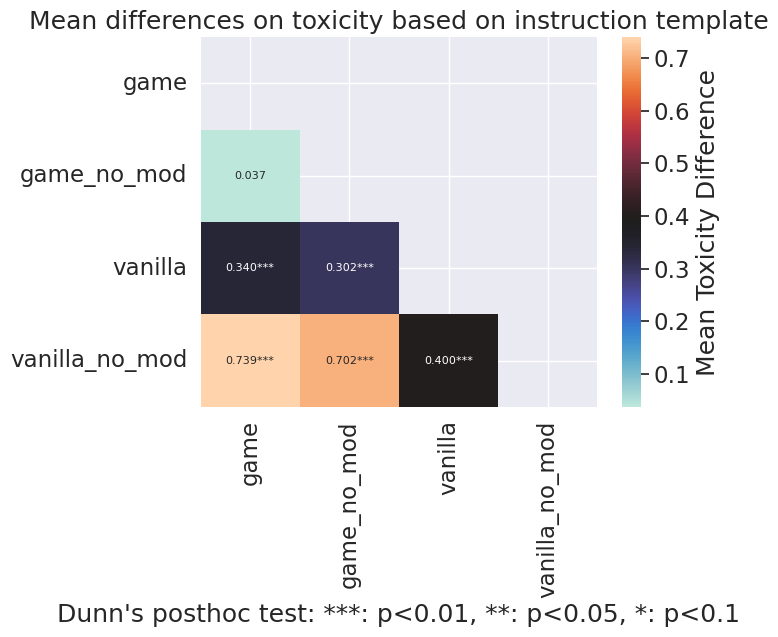 Mean differences on toxicity based on instruction template
game
game_no_mod
0.037
vanilla
0.340*** 0.302***
vanilla_no_mod
0.739*** 0.702*** 0.400***
game
game_no_mod
vanilla
vanilla_no_mod
0.7
0.6
0.5
0.4
0.3
0.2
0.1
Mean Toxicity Difference
Dunn's posthoc test: ***: p<0.01, **: p<0.05, *: p<0.1